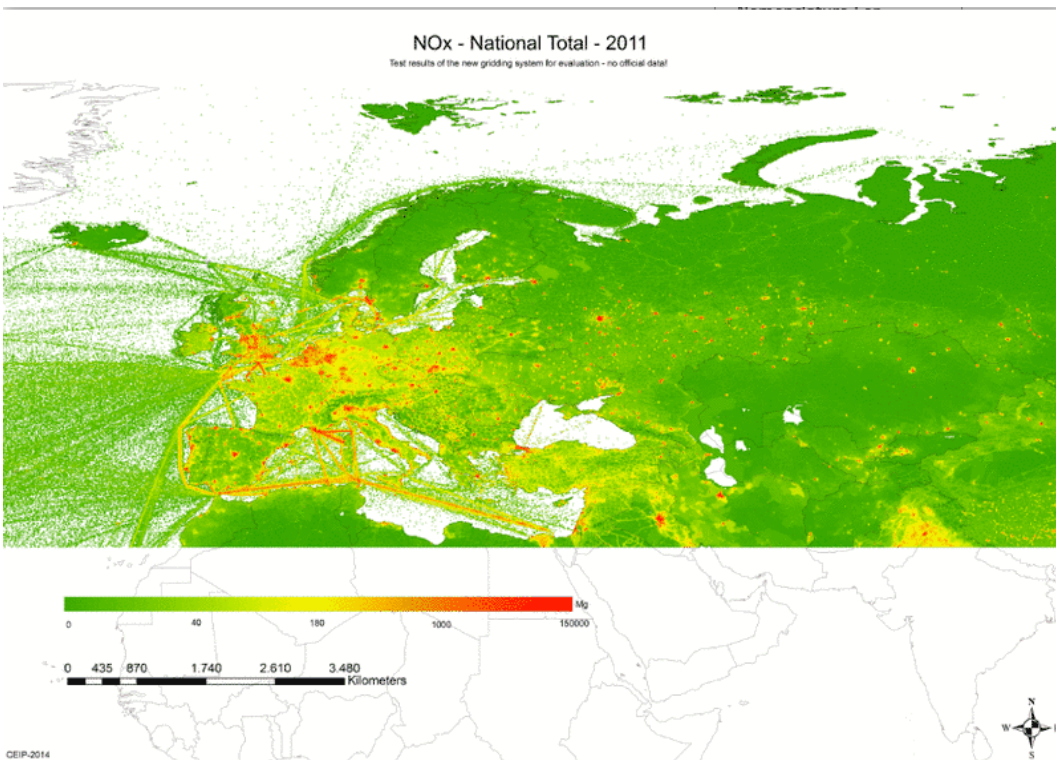 NOx - National Total - 2011
Test results of the new gridding system for evaluation - no official data!
Mg
0 40 180 1000 150000
0 435 870 1.740 2.610 3.480
Kilometers
N
W
S
CEIP-2014